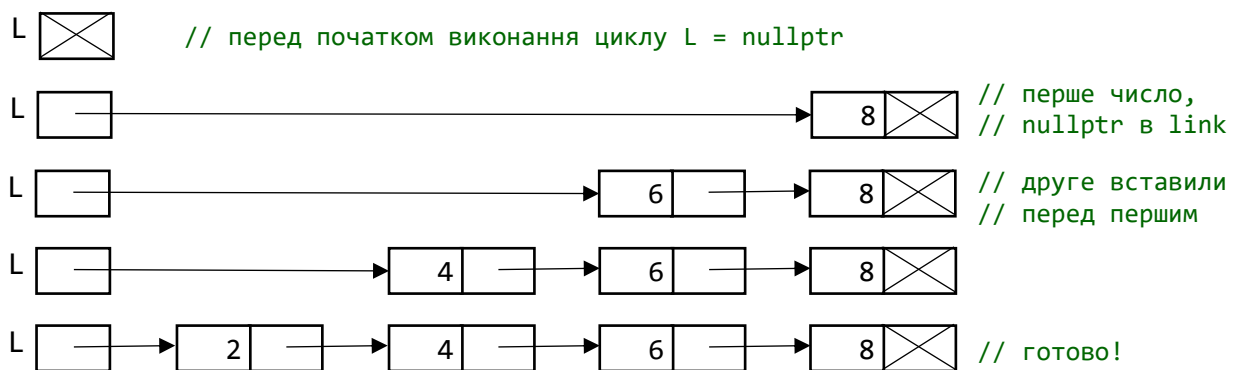 L // перед початком виконання циклу L = nullptr
L 8 // перше число,
// nullptr в link
L 6 8 // друге вставили
// перед першим
L 4 6 8
L 2 4 6 8 // готово!